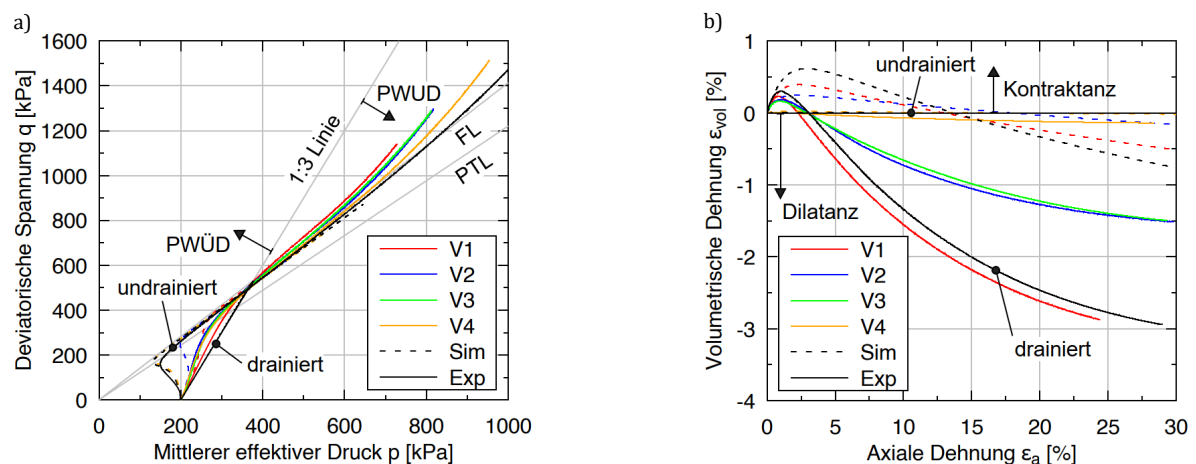 a)
Deviatorische Spannung q [kPa]
1600
1400
1200
1000
800
600
400
200
0
PWUD
1:3 Linie
FL
PTL
PWÜD
undrainiert
drainiert
V1
V2
V3
V4
Sim
Exp
0 200 400 600 800 1000
Mittlerer effektiver Druck p [kPa]
b)
Volumetrische Dehnung εvol [%]
1
0
-1
-2
-3
-4
undrainiert
Kontraktanz
Dilatanz
V1
V2
V3
V4
Sim
Exp
drainiert
0 5 10 15 20 25 30
Axiale Dehnung εa [%]